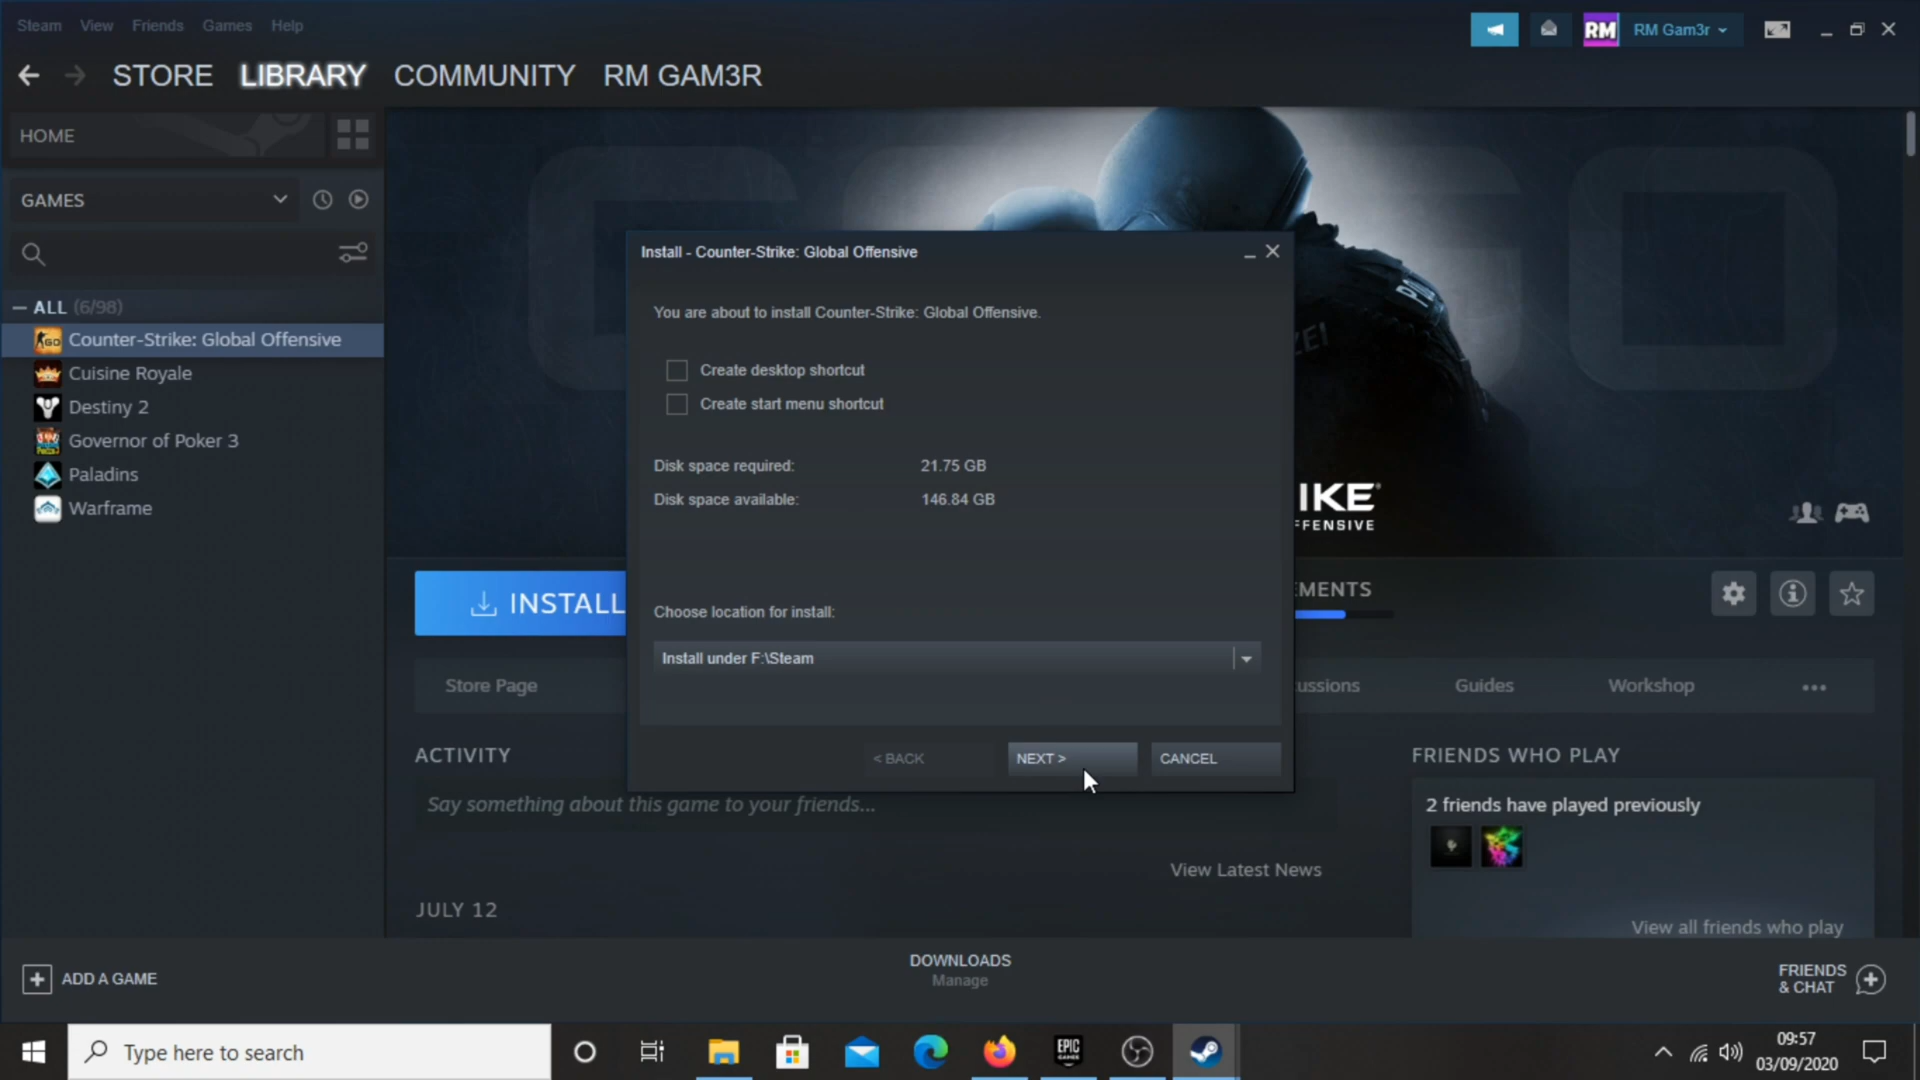 Steam View Friends Games Help
RM RM Gam3r
STORE LIBRARY COMMUNITY RM GAM3R
HOME
GAMES
ALL (6/98)
Counter-Strike: Global Offensive
Cuisine Royale
Destiny 2
Governor of Poker 3
Paladins
Warframe
Install - Counter-Strike: Global Offensive
You are about to install Counter-Strike: Global Offensive.
Create desktop shortcut
Create start menu shortcut
Disk space required: 21.75 GB
Disk space available: 146.84 GB
Choose location for install:
Install under F:\Steam
< BACK NEXT > CANCEL
IKE
FFENSIVE
INSTALL
EMENTS
Store Page
ussions Guides Workshop
ACTIVITY
Say something about this game to your friends...
View Latest News
JULY 12
FRIENDS WHO PLAY
2 friends have played previously
View all friends who play
ADD A GAME
DOWNLOADS
Manage
FRIENDS
& CHAT
Type here to search
EPIC
GAMES
09:57
03/09/2020